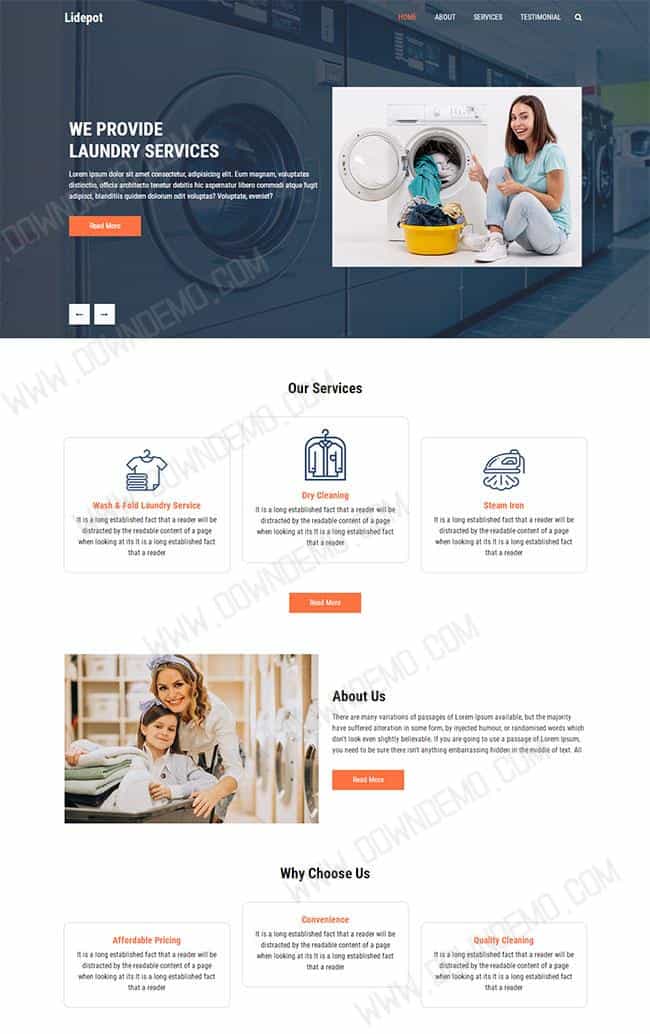 Lidepot
HOME ABOUT SERVICES TESTIMONIAL
WE PROVIDE
LAUNDRY SERVICES
Lorem ipsum dolor sit amet consectetur, adipisicing elit. Eum magnam, voluptates
distinctio, officia architecto tenetur debitis hic aspernatur libero commodi atque fugit
adipisci, blanditiis quidem dolorum odit voluptas? Voluptate, eveniet?
Read More
Our Services
Wash & Fold Laundry Service
It is a long established fact that a reader will be
distracted by the readable content of a page
when looking at its It is a long established fact
that a reader
Dry Cleaning
It is a long established fact that a reader will be
distracted by the readable content of a page
when looking at its It is a long established fact
that a reader
Steam Iron
It is a long established fact that a reader will be
distracted by the readable content of a page
when looking at its It is a long established fact
that a reader
Read More
About Us
There are many variations of passages of Lorem Ipsum available, but the majority
have suffered alteration in some form, by injected humour, or randomised words which
don't look even slightly believable. If you are going to use a passage of Lorem Ipsum,
you need to be sure there isn't anything embarrassing hidden in the middle of text. All
Read More
Why Choose Us
Affordable Pricing
It is a long established fact that a reader will be
distracted by the readable content of a page
when looking at its It is a long established fact
that a reader
Convenience
It is a long established fact that a reader will be
distracted by the readable content of a page
when looking at its It is a long established fact
that a reader
Quality Cleaning
It is a long established fact that a reader will be
distracted by the readable content of a page
when looking at its It is a long established fact
that a reader
WWW.DOWNDEMO.COM
WWW.DOWNDEMO.COM
WWW.DOWNDEMO.COM
WWW.DOWNDEMO.COM
WWW.DOWNDEMO.COM
WWW.DOWNDEMO.COM